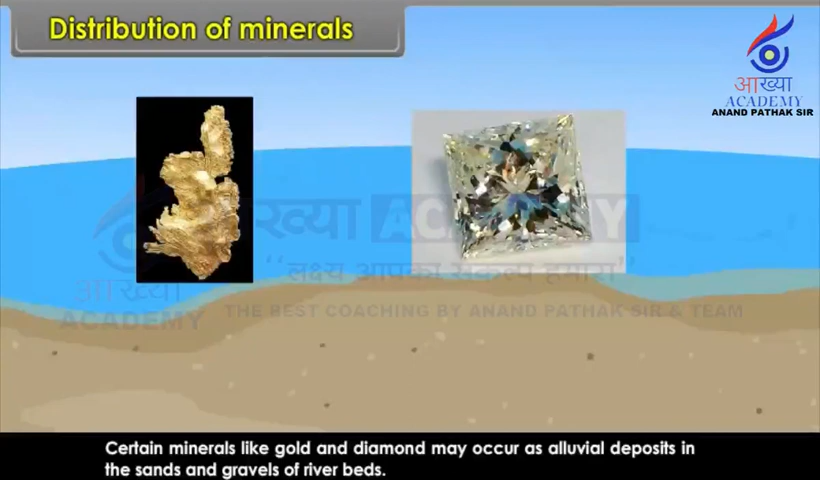 Distribution of minerals
आख्या
ACADEMY
ANAND PATHAK SIR
आख्या ACADEMY
"लक्ष्य आपका संकल्प हमारा"
THE BEST COACHING BY ANAND PATHAK SIR & TEAM
आख्या
ACADEMY
Certain minerals like gold and diamond may occur as alluvial deposits in
the sands and gravels of river beds.